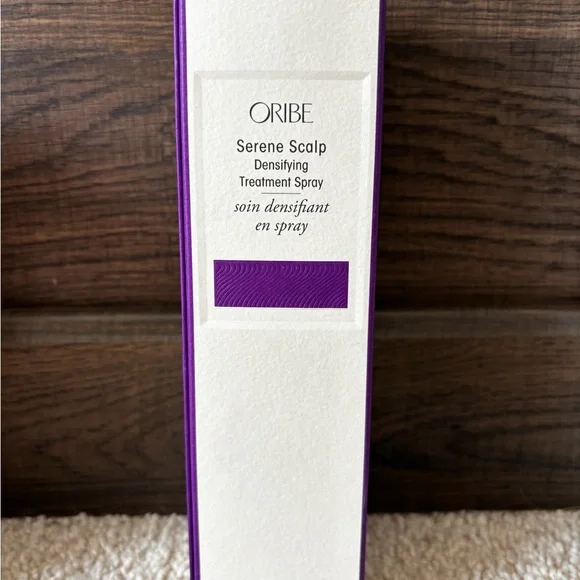 ORIBE
Serene Scalp
Densifying
Treatment Spray
soin densifiant
en spray